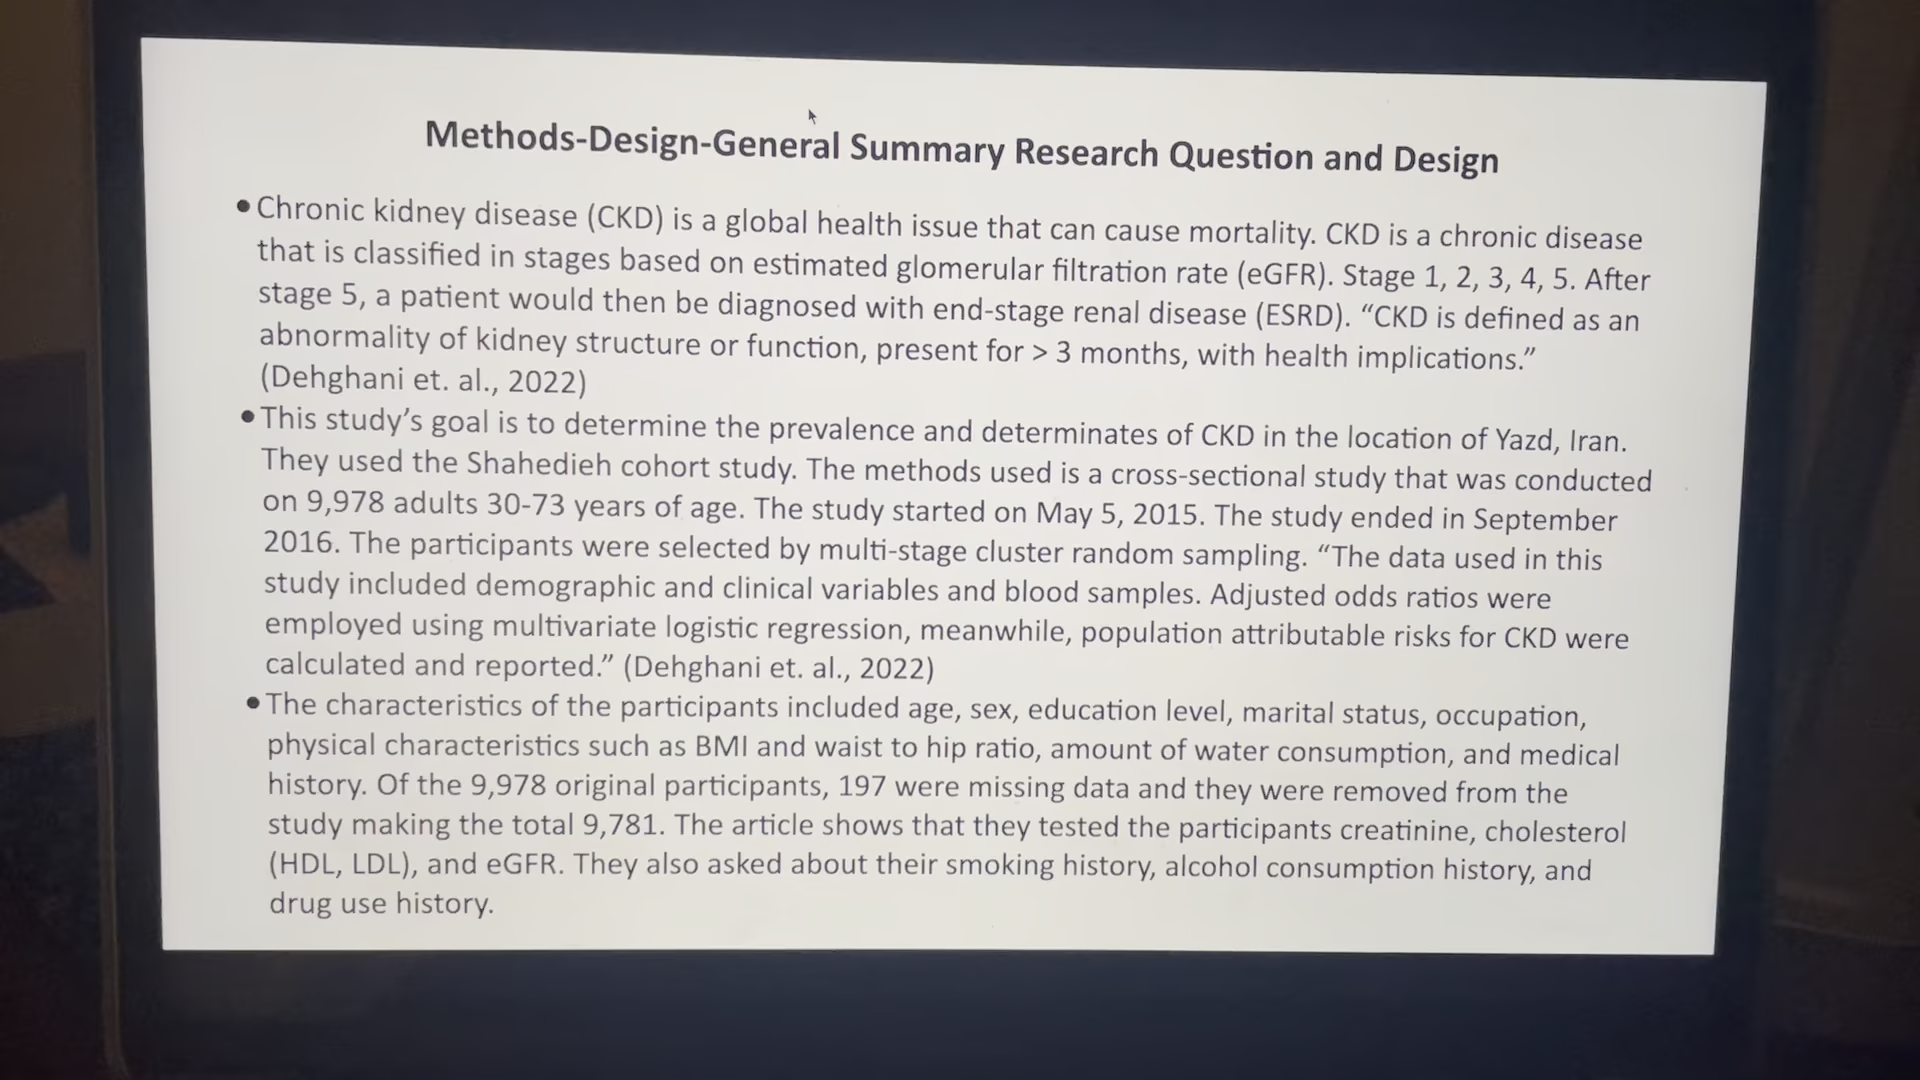 Methods-Design-General Summary Research Question and Design
• Chronic kidney disease (CKD) is a global health issue that can cause mortality. CKD is a chronic disease
that is classified in stages based on estimated glomerular filtration rate (eGFR). Stage 1, 2, 3, 4, 5. After
stage 5, a patient would then be diagnosed with end-stage renal disease (ESRD). “CKD is defined as an
abnormality of kidney structure or function, present for > 3 months, with health implications.”
(Dehghani et. al., 2022)
• This study’s goal is to determine the prevalence and determinates of CKD in the location of Yazd, Iran.
They used the Shahedieh cohort study. The methods used is a cross-sectional study that was conducted
on 9,978 adults 30-73 years of age. The study started on May 5, 2015. The study ended in September
2016. The participants were selected by multi-stage cluster random sampling. “The data used in this
study included demographic and clinical variables and blood samples. Adjusted odds ratios were
employed using multivariate logistic regression, meanwhile, population attributable risks for CKD were
calculated and reported.” (Dehghani et. al., 2022)
• The characteristics of the participants included age, sex, education level, marital status, occupation,
physical characteristics such as BMI and waist to hip ratio, amount of water consumption, and medical
history. Of the 9,978 original participants, 197 were missing data and they were removed from the
study making the total 9,781. The article shows that they tested the participants creatinine, cholesterol
(HDL, LDL), and eGFR. They also asked about their smoking history, alcohol consumption history, and
drug use history.